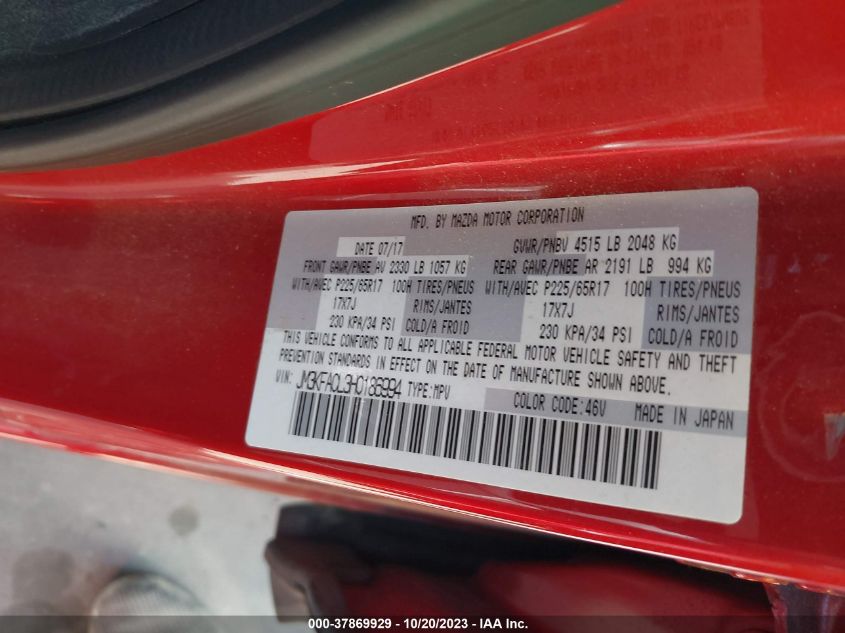 MFD. BY MAZDA MOTOR CORPORATION
DATE 07/17 GVWR/PNBV 4515 LB 2048 KG
FRONT GAWR/PNBE AV 2330 LB 1057 KG REAR GAWR/PNBE AR 2191 LB 994 KG
WITH/AVEC P225/65R17 100H TIRES/PNEUS WITH/AVEC P225/65R17 100H TIRES/PNEUS
17X7J RIMS/JANTES 17X7J RIMS/JANTES
230 KPA/34 PSI COLD/A FROID 230 KPA/34 PSI COLD/A FROID
THIS VEHICLE CONFORMS TO ALL APPLICABLE FEDERAL MOTOR VEHICLE SAFETY AND THEFT
PREVENTION STANDARDS IN EFFECT ON THE DATE OF MANUFACTURE SHOWN ABOVE.
VIN: JM3KFACL3H0186994 TYPE:MPV
COLOR CODE:46V MADE IN JAPAN
000-37869929 - 10/20/2023 - IAA Inc.